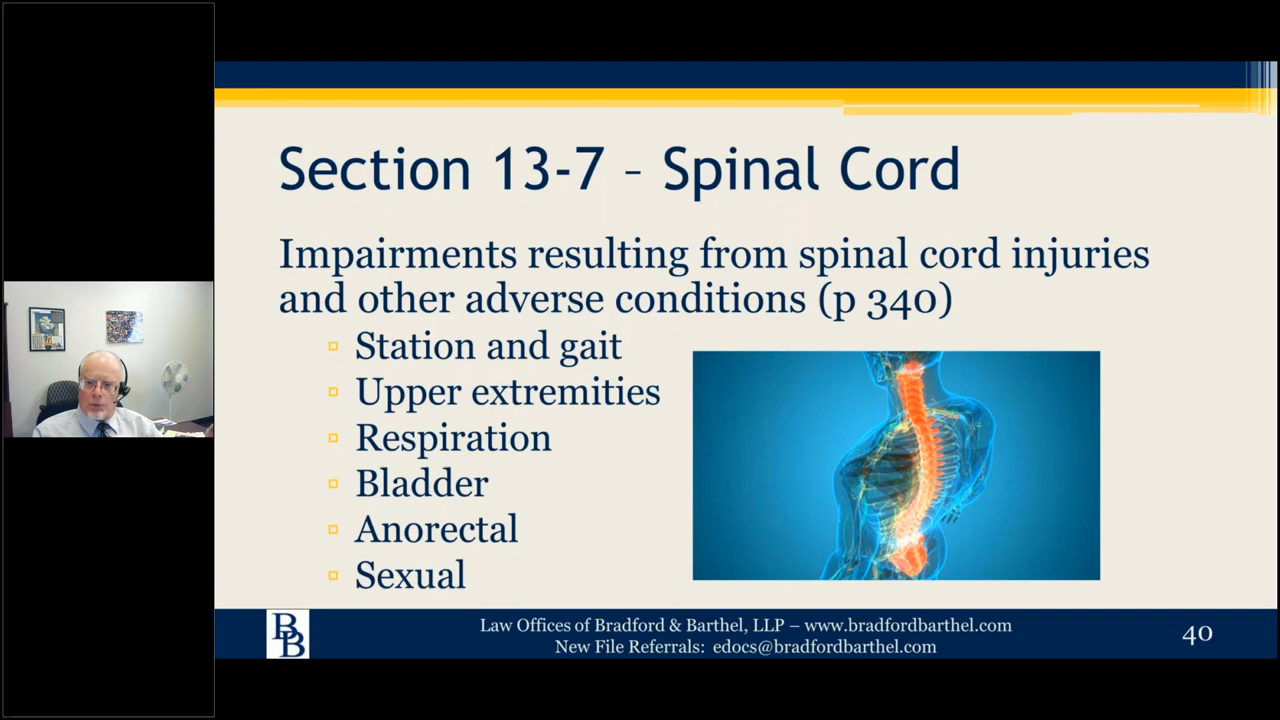 Section 13-7 – Spinal Cord
Impairments resulting from spinal cord injuries
and other adverse conditions (p 340)
Station and gait
Upper extremities
Respiration
Bladder
Anorectal
Sexual
BB
Law Offices of Bradford & Barthel, LLP – www.bradfordbarthel.com
New File Referrals: edocs@bradfordbarthel.com
40